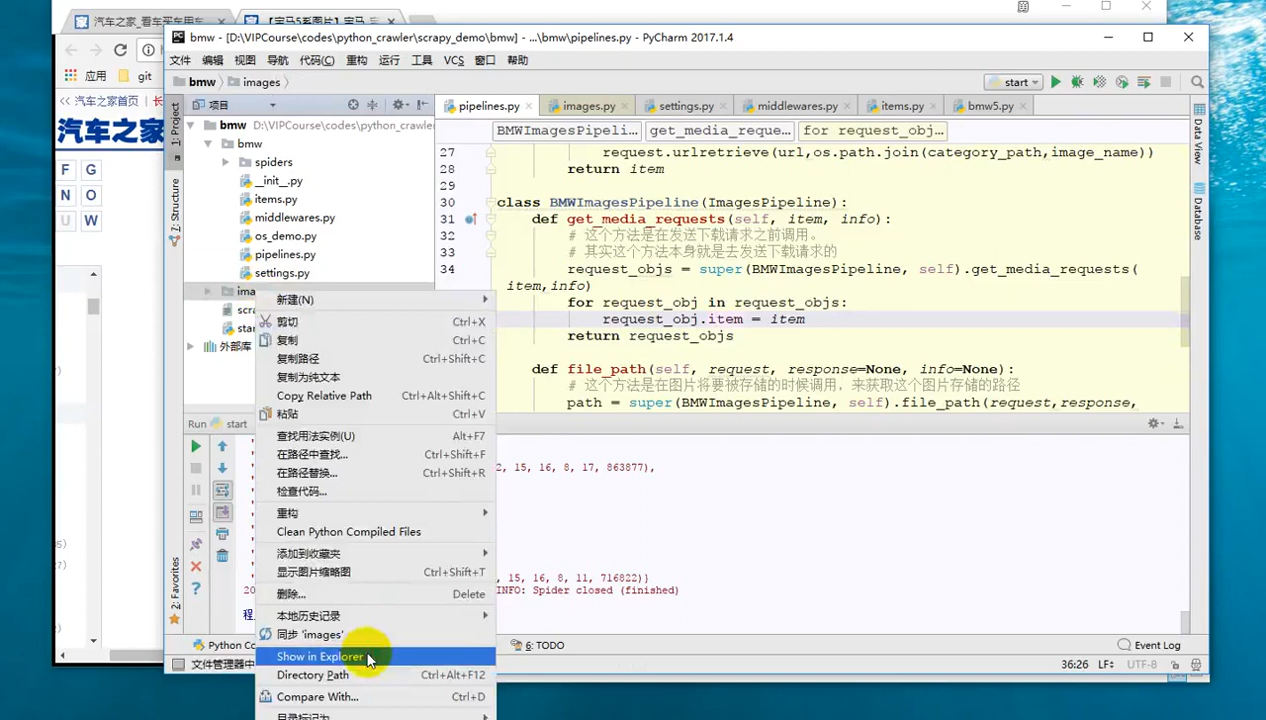 汽车之家_看车买车用车
【宝马5系图片】宝马
bmw - [D:\VIPCourse\codes\python_crawler\scrapy_demo\bmw] - ...\bmw\pipelines.py - PyCharm 2017.1.4
文件 编辑 视图 导航 代码(C) 重构 运行 工具 VCS 窗口 帮助
应用 git
bmw images
start
<< 汽车之家首页
汽车之家
F G
N O
U W
1: Project
Structure
2: Favorites
Data View
Database
项目
bmw D:\VIPCourse\codes\python_crawler
bmw
spiders
__init__.py
items.py
middlewares.py
os_demo.py
pipelines.py
settings.py
ima
scra
star
外部库
pipelines.py images.py settings.py middlewares.py items.py bmw5.py
BMWImagesPipeli... get_media_reque... for request_obj...
27 request.urlretrieve(url,os.path.join(category_path,image_name))
28 return item
29
30 class BMWImagesPipeline(ImagesPipeline):
31 def get_media_requests(self, item, info):
32 # 这个方法是在发送下载请求之前调用。
33 # 其实这个方法本身就是去发送下载请求的
34 request_objs = super(BMWImagesPipeline, self).get_media_requests(
item,info)
for request_obj in request_objs:
request_obj.item = item
return request_objs
def file_path(self, request, response=None, info=None):
# 这个方法是在图片将要被存储的时候调用，来获取这个图片存储的路径
path = super(BMWImagesPipeline, self).file_path(request,response,
新建(N)
剪切 Ctrl+X
复制 Ctrl+C
复制路径 Ctrl+Shift+C
复制为纯文本
Copy Relative Path Ctrl+Alt+Shift+C
粘贴 Ctrl+V
查找用法实例(U) Alt+F7
在路径中查找... Ctrl+Shift+F
在路径替换... Ctrl+Shift+R
检查代码...
重构
Clean Python Compiled Files
添加到收藏夹
显示图片缩略图 Ctrl+Shift+T
删除... Delete
本地历史记录
同步 'images'
Show in Explorer
Directory Path Ctrl+Alt+F12
Compare With... Ctrl+D
目录标记为
Run start
2, 15, 16, 8, 17, 863877),
, 15, 16, 8, 11, 716822)}
INFO: Spider closed (finished)
Python Co
6: TODO
Event Log
文件管理器中
36:26 LF÷ UTF-8